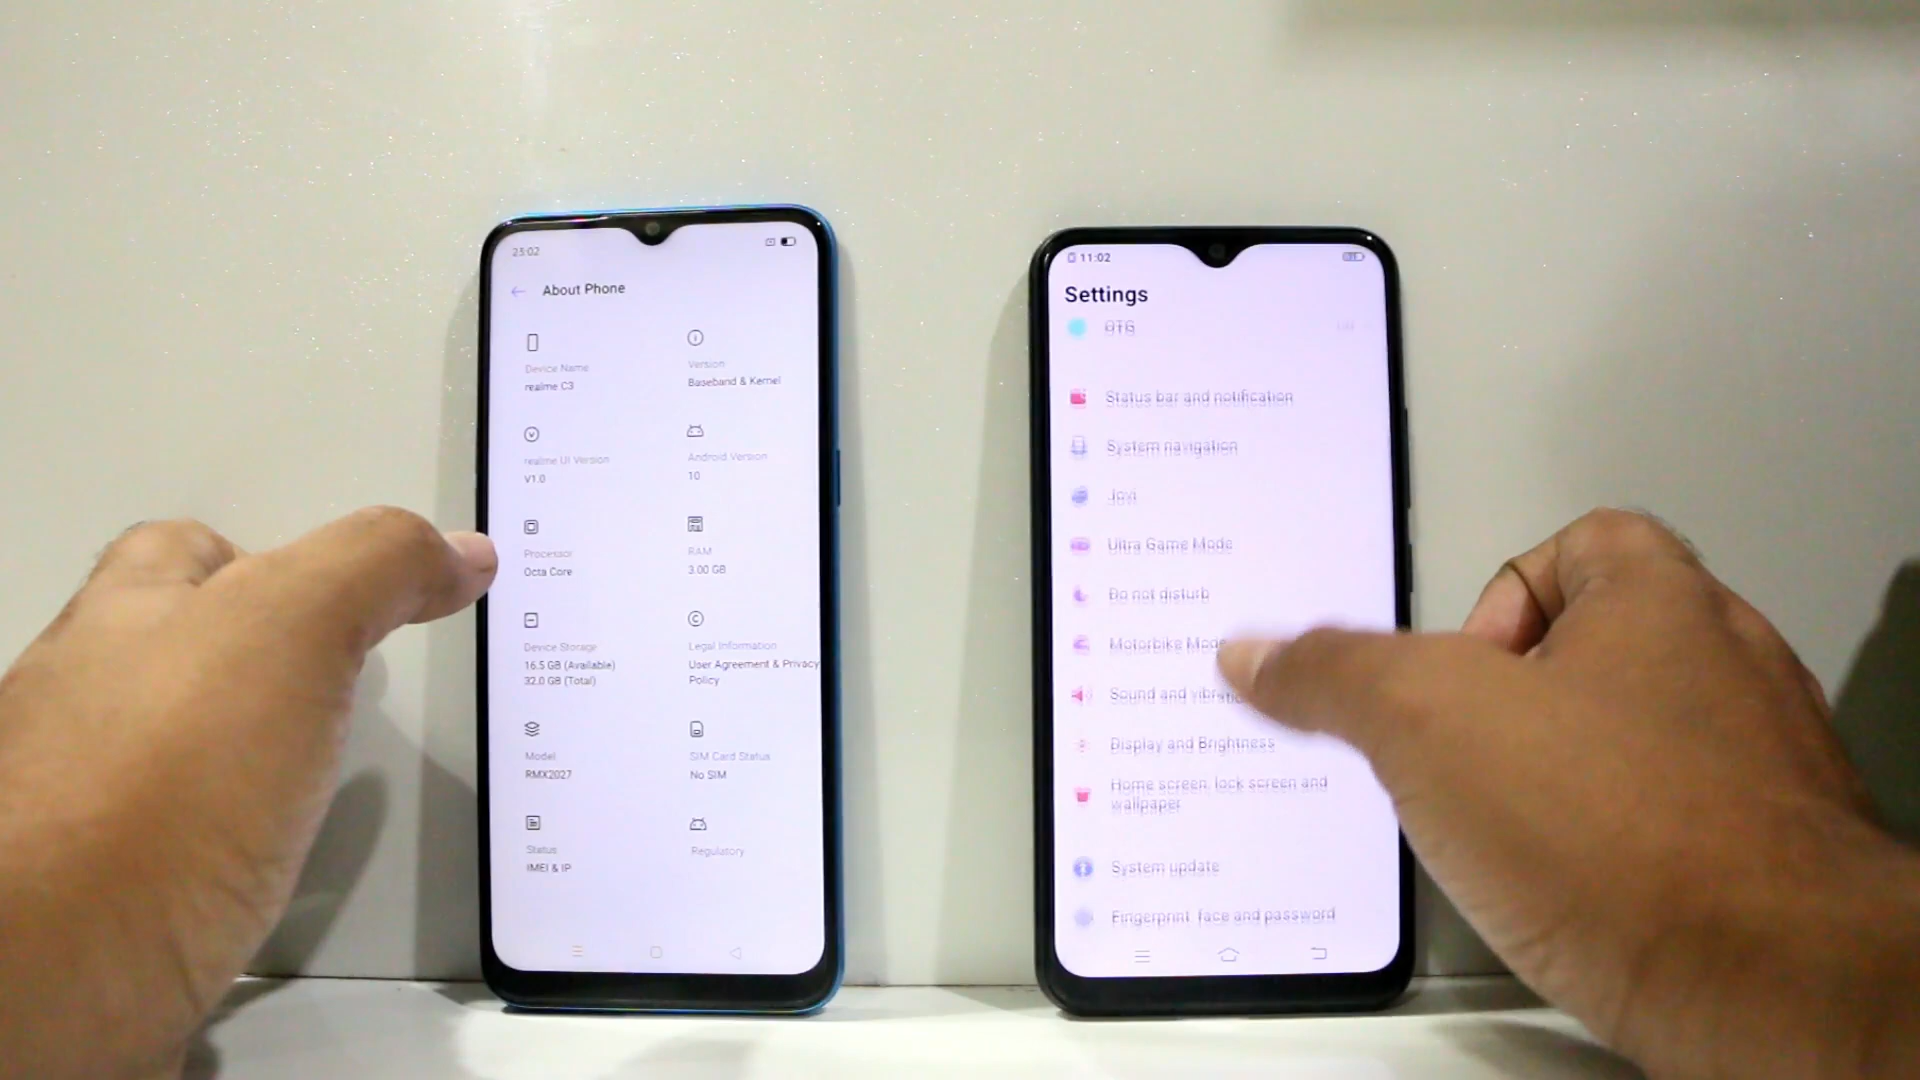 23:02
About Phone
Device Name
realme C3
Version
Baseband & Kernel
realme UI Version
V1.0
Android Version
10
Processor
Octa Core
RAM
3.00 GB
Device Storage
16.5 GB (Available)
32.0 GB (Total)
Legal Information
User Agreement & Privacy
Policy
Model
RMX2027
SIM Card Status
No SIM
Status
IMEI & IP
Regulatory
11:02
Settings
OTG
Status bar and notification
System navigation
Jovi
Ultra Game Mode
Do not disturb
Motorbike Mode
Sound and
Display and Brightness
Home screen, lock screen and
wallpaper
System update
Fingerprint, face and password